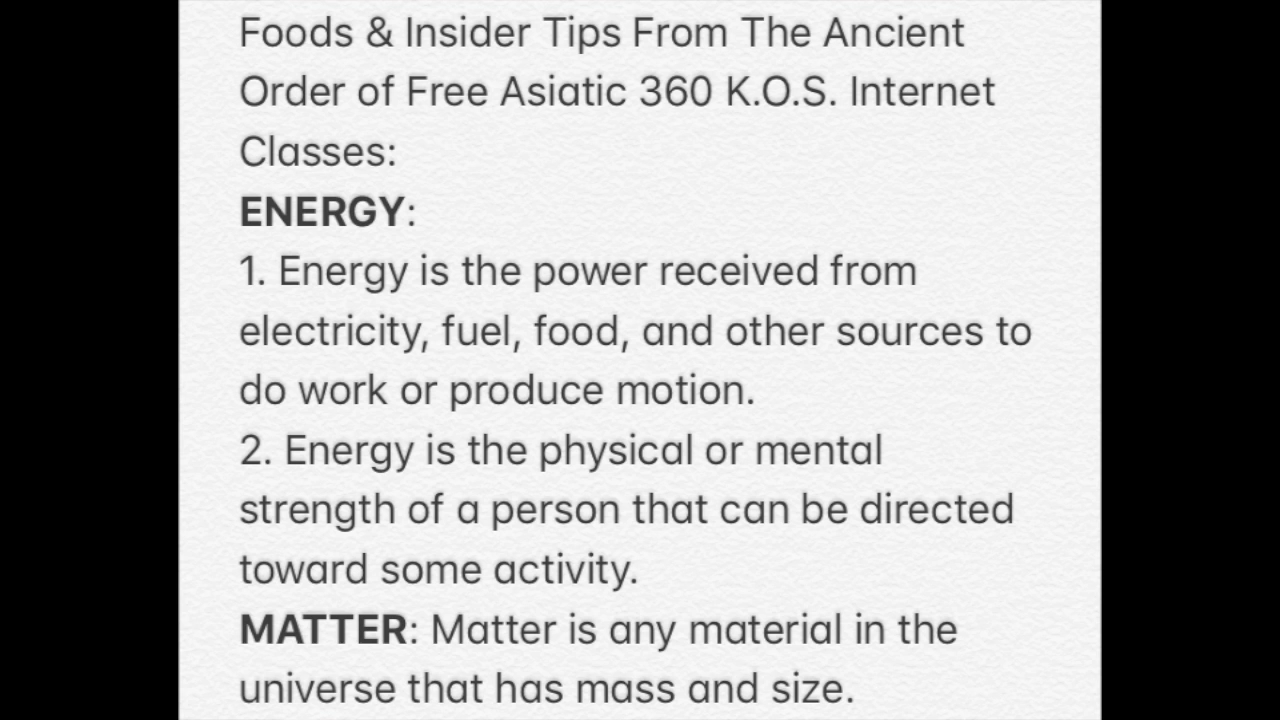 Foods & Insider Tips From The Ancient
Order of Free Asiatic 360 K.O.S. Internet
Classes:
ENERGY:
1. Energy is the power received from
electricity, fuel, food, and other sources to
do work or produce motion.
2. Energy is the physical or mental
strength of a person that can be directed
toward some activity.
MATTER: Matter is any material in the
universe that has mass and size.